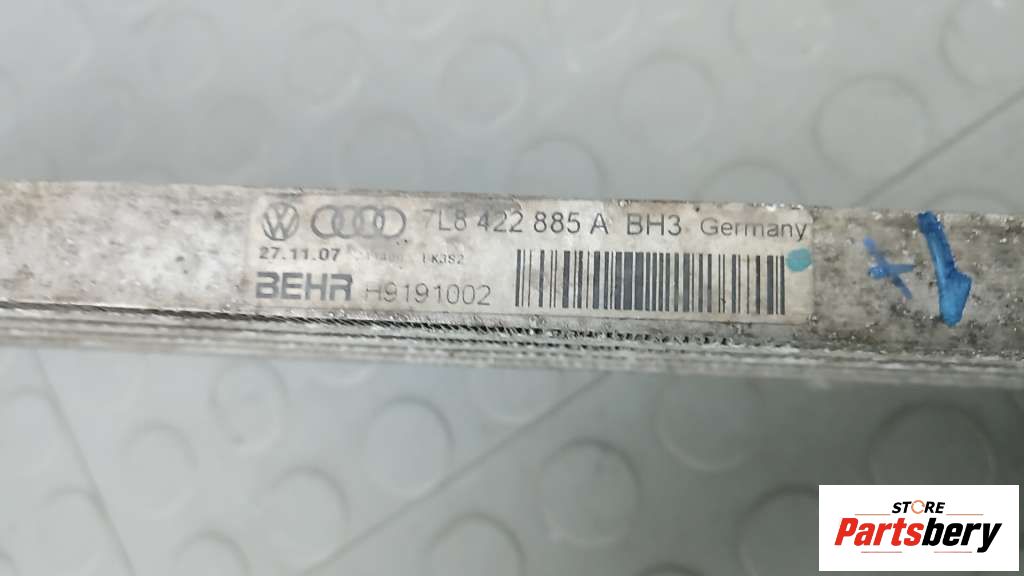 7L8 422 885 A BH3 Germany
27.11.07
BEHR H9191002
STORE
Partsbery